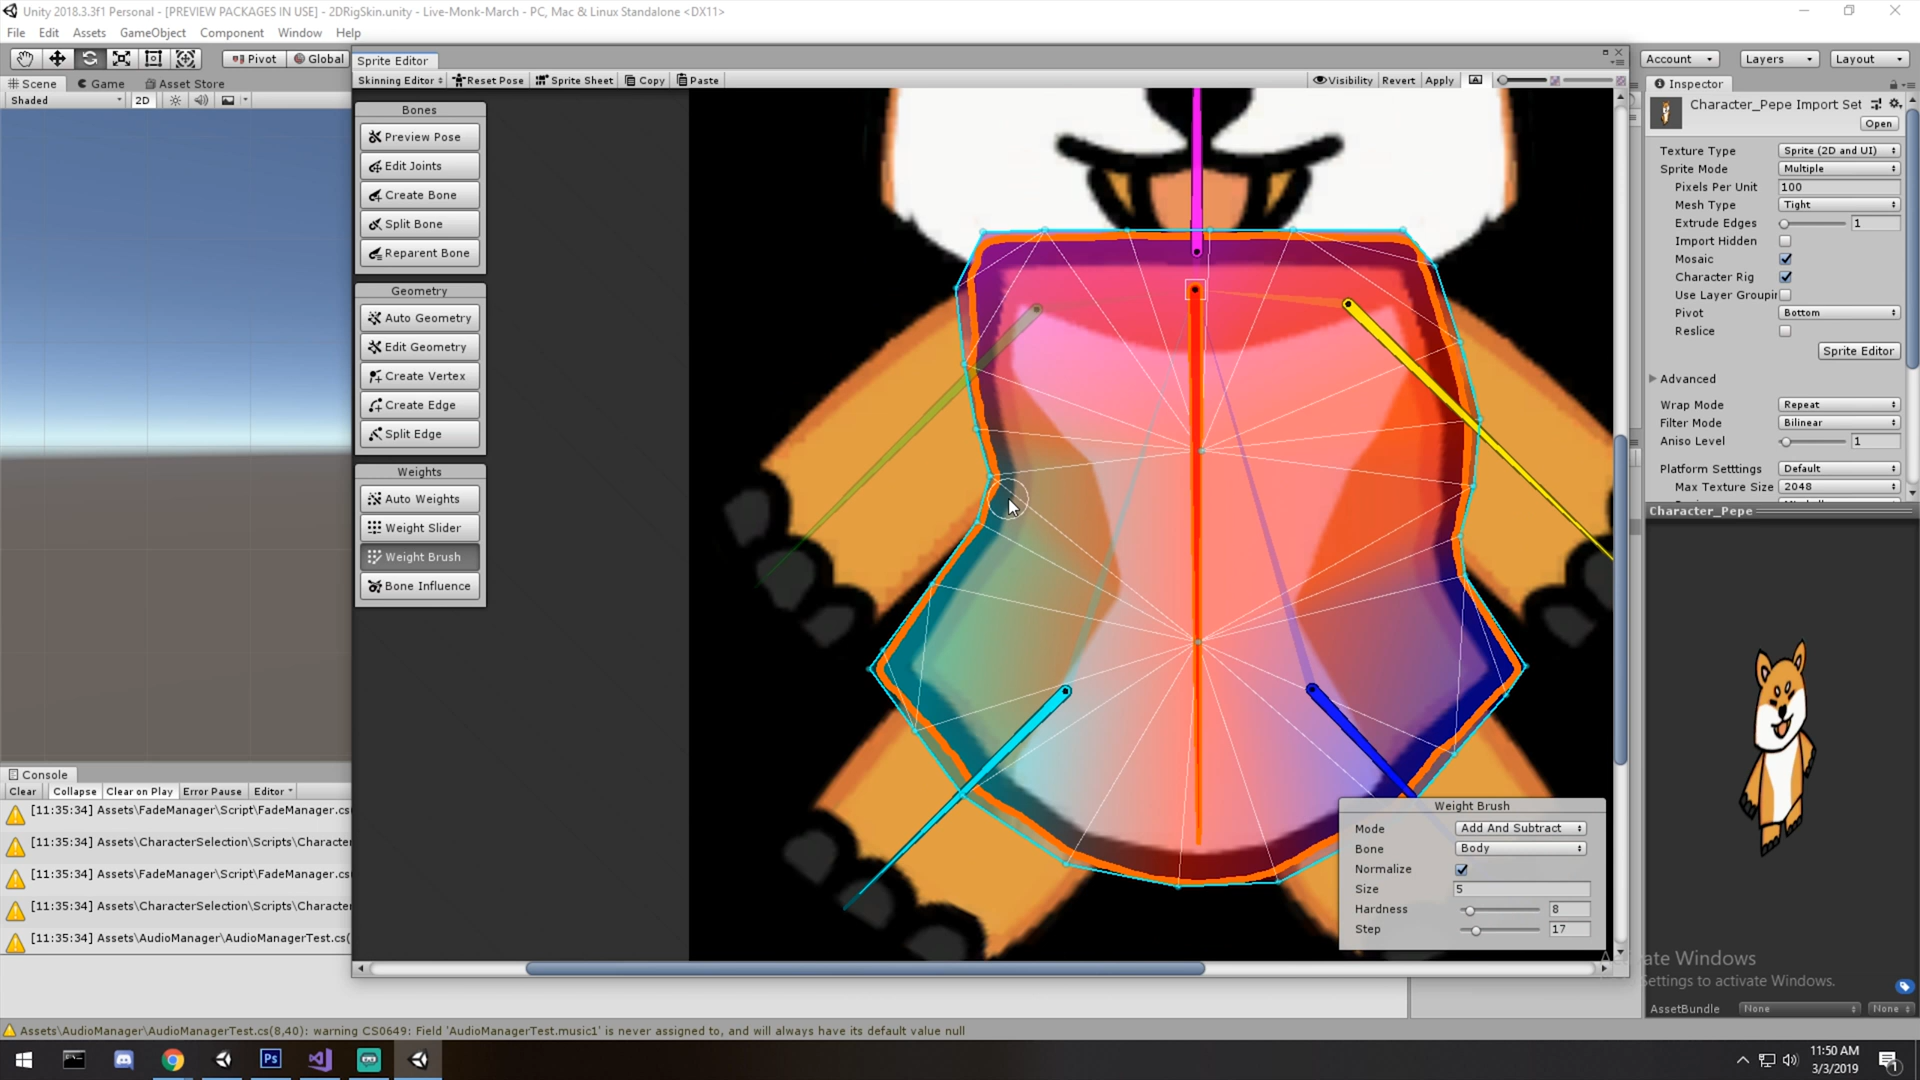 Unity 2018.3.3f1 Personal - [PREVIEW PACKAGES IN USE] - 2DRigSkin.unity - Live-Monk-March - PC, Mac & Linux Standalone <DX11>
File Edit Assets GameObject Component Window Help
Pivot Global
Account Layers Layout
Scene Game Asset Store
Shaded 2D
Sprite Editor
Skinning Editor Reset Pose Sprite Sheet Copy Paste Visibility Revert Apply
Bones
Preview Pose
Edit Joints
Create Bone
Split Bone
Reparent Bone
Geometry
Auto Geometry
Edit Geometry
Create Vertex
Create Edge
Split Edge
Weights
Auto Weights
Weight Slider
Weight Brush
Bone Influence
Weight Brush
Mode Add And Subtract
Bone Body
Normalize
Size 5
Hardness 8
Step 17
Inspector
Character_Pepe Import Set
Open
Texture Type Sprite (2D and UI)
Sprite Mode Multiple
Pixels Per Unit 100
Mesh Type Tight
Extrude Edges 1
Import Hidden
Mosaic
Character Rig
Use Layer Groupin
Pivot Bottom
Reslice
Sprite Editor
Advanced
Wrap Mode Repeat
Filter Mode Bilinear
Aniso Level 1
Platform Setttings Default
Max Texture Size 2048
Character_Pepe
ate Windows
Settings to activate Windows.
AssetBundle None None
Console
Clear Collapse Clear on Play Error Pause Editor
[11:35:34] Assets\FadeManager\Script\FadeManager.cs
[11:35:34] Assets\CharacterSelection\Scripts\Characte
[11:35:34] Assets\FadeManager\Script\FadeManager.cs
[11:35:34] Assets\CharacterSelection\Scripts\Characte
[11:35:34] Assets\AudioManager\AudioManagerTest.cs(
Assets\AudioManager\AudioManagerTest.cs(8,40): warning CS0649: Field 'AudioManagerTest.music1' is never assigned to, and will always have its default value null
Ps
11:50 AM
3/3/2019
1